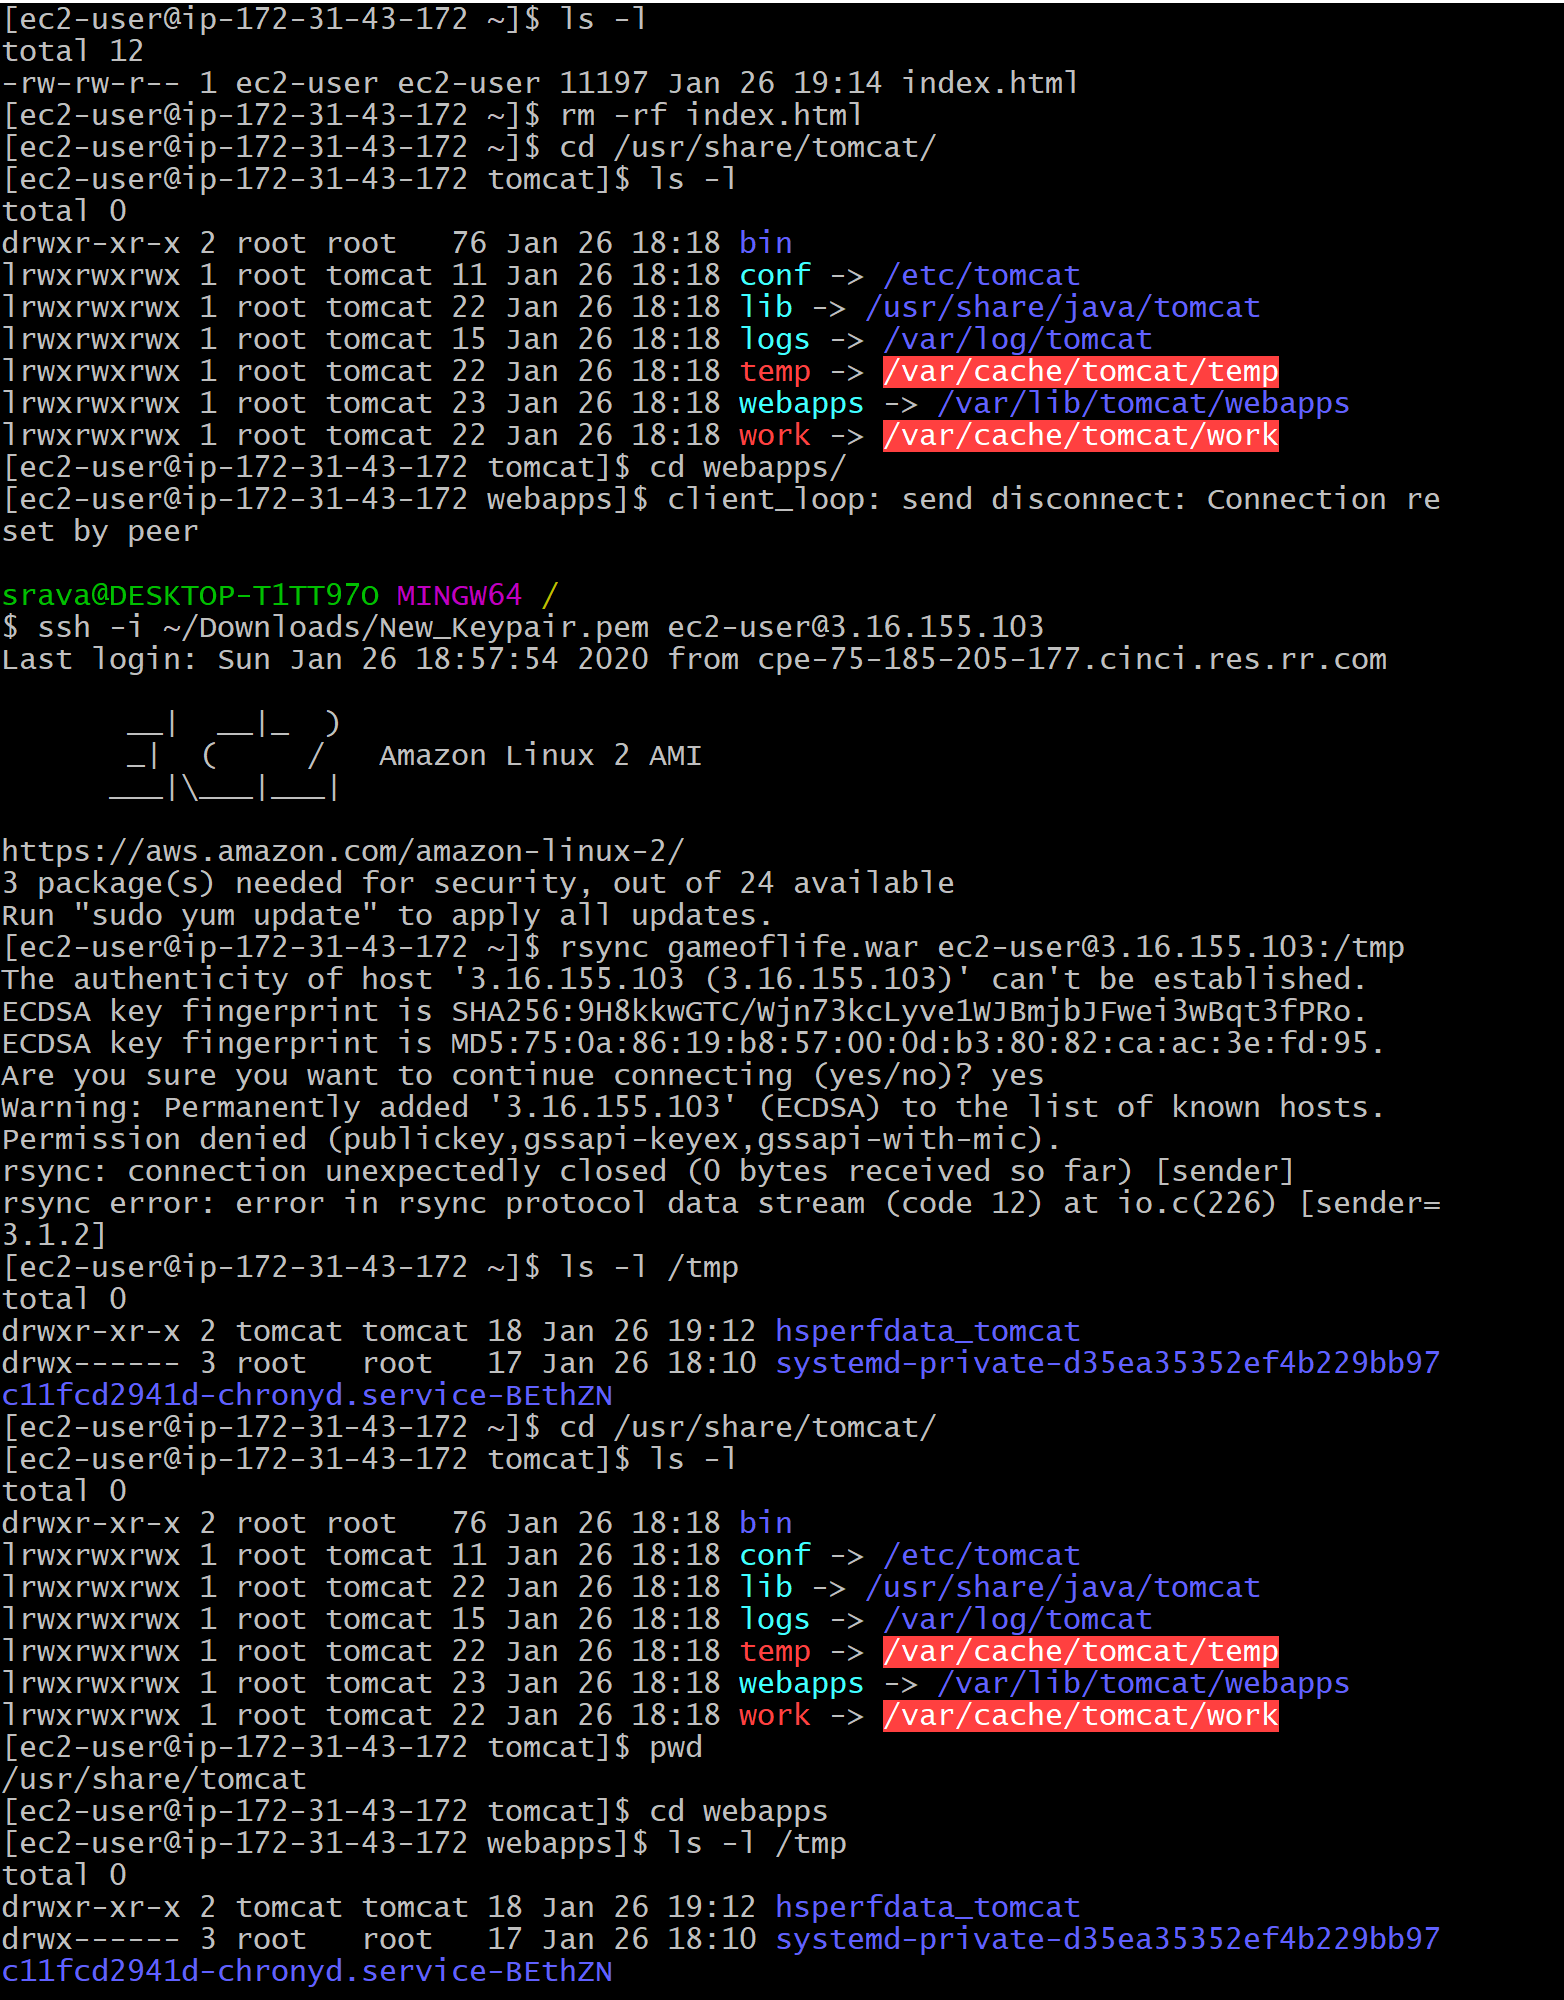 [ec2-user@ip-172-31-43-172 ~]$ ls -l
total 12
-rw-rw-r-- 1 ec2-user ec2-user 11197 Jan 26 19:14 index.html
[ec2-user@ip-172-31-43-172 ~]$ rm -rf index.html
[ec2-user@ip-172-31-43-172 ~]$ cd /usr/share/tomcat/
[ec2-user@ip-172-31-43-172 tomcat]$ ls -l
total 0
drwxr-xr-x 2 root root   76 Jan 26 18:18 bin
lrwxrwxrwx 1 root tomcat 11 Jan 26 18:18 conf -> /etc/tomcat
lrwxrwxrwx 1 root tomcat 22 Jan 26 18:18 lib -> /usr/share/java/tomcat
lrwxrwxrwx 1 root tomcat 15 Jan 26 18:18 logs -> /var/log/tomcat
lrwxrwxrwx 1 root tomcat 22 Jan 26 18:18 temp -> /var/cache/tomcat/temp
lrwxrwxrwx 1 root tomcat 23 Jan 26 18:18 webapps -> /var/lib/tomcat/webapps
lrwxrwxrwx 1 root tomcat 22 Jan 26 18:18 work -> /var/cache/tomcat/work
[ec2-user@ip-172-31-43-172 tomcat]$ cd webapps/
[ec2-user@ip-172-31-43-172 webapps]$ client_loop: send disconnect: Connection re
set by peer

srava@DESKTOP-T1TT97O MINGW64 /
$ ssh -i ~/Downloads/New_Keypair.pem ec2-user@3.16.155.103
Last login: Sun Jan 26 18:57:54 2020 from cpe-75-185-205-177.cinci.res.rr.com

       __|  __|_  )
       _|  (     /   Amazon Linux 2 AMI
      ___|\___|___|

https://aws.amazon.com/amazon-linux-2/
3 package(s) needed for security, out of 24 available
Run "sudo yum update" to apply all updates.
[ec2-user@ip-172-31-43-172 ~]$ rsync gameoflife.war ec2-user@3.16.155.103:/tmp
The authenticity of host '3.16.155.103 (3.16.155.103)' can't be established.
ECDSA key fingerprint is SHA256:9H8kkwGTC/Wjn73kcLyve1WJBmjbJFwei3wBqt3fPRo.
ECDSA key fingerprint is MD5:75:0a:86:19:b8:57:00:0d:b3:80:82:ca:ac:3e:fd:95.
Are you sure you want to continue connecting (yes/no)? yes
Warning: Permanently added '3.16.155.103' (ECDSA) to the list of known hosts.
Permission denied (publickey,gssapi-keyex,gssapi-with-mic).
rsync: connection unexpectedly closed (0 bytes received so far) [sender]
rsync error: error in rsync protocol data stream (code 12) at io.c(226) [sender=
3.1.2]
[ec2-user@ip-172-31-43-172 ~]$ ls -l /tmp
total 0
drwxr-xr-x 2 tomcat tomcat 18 Jan 26 19:12 hsperfdata_tomcat
drwx------ 3 root   root   17 Jan 26 18:10 systemd-private-d35ea35352ef4b229bb97
c11fcd2941d-chronyd.service-BEthZN
[ec2-user@ip-172-31-43-172 ~]$ cd /usr/share/tomcat/
[ec2-user@ip-172-31-43-172 tomcat]$ ls -l
total 0
drwxr-xr-x 2 root root   76 Jan 26 18:18 bin
lrwxrwxrwx 1 root tomcat 11 Jan 26 18:18 conf -> /etc/tomcat
lrwxrwxrwx 1 root tomcat 22 Jan 26 18:18 lib -> /usr/share/java/tomcat
lrwxrwxrwx 1 root tomcat 15 Jan 26 18:18 logs -> /var/log/tomcat
lrwxrwxrwx 1 root tomcat 22 Jan 26 18:18 temp -> /var/cache/tomcat/temp
lrwxrwxrwx 1 root tomcat 23 Jan 26 18:18 webapps -> /var/lib/tomcat/webapps
lrwxrwxrwx 1 root tomcat 22 Jan 26 18:18 work -> /var/cache/tomcat/work
[ec2-user@ip-172-31-43-172 tomcat]$ pwd
/usr/share/tomcat
[ec2-user@ip-172-31-43-172 tomcat]$ cd webapps
[ec2-user@ip-172-31-43-172 webapps]$ ls -l /tmp
total 0
drwxr-xr-x 2 tomcat tomcat 18 Jan 26 19:12 hsperfdata_tomcat
drwx------ 3 root   root   17 Jan 26 18:10 systemd-private-d35ea35352ef4b229bb97
c11fcd2941d-chronyd.service-BEthZN